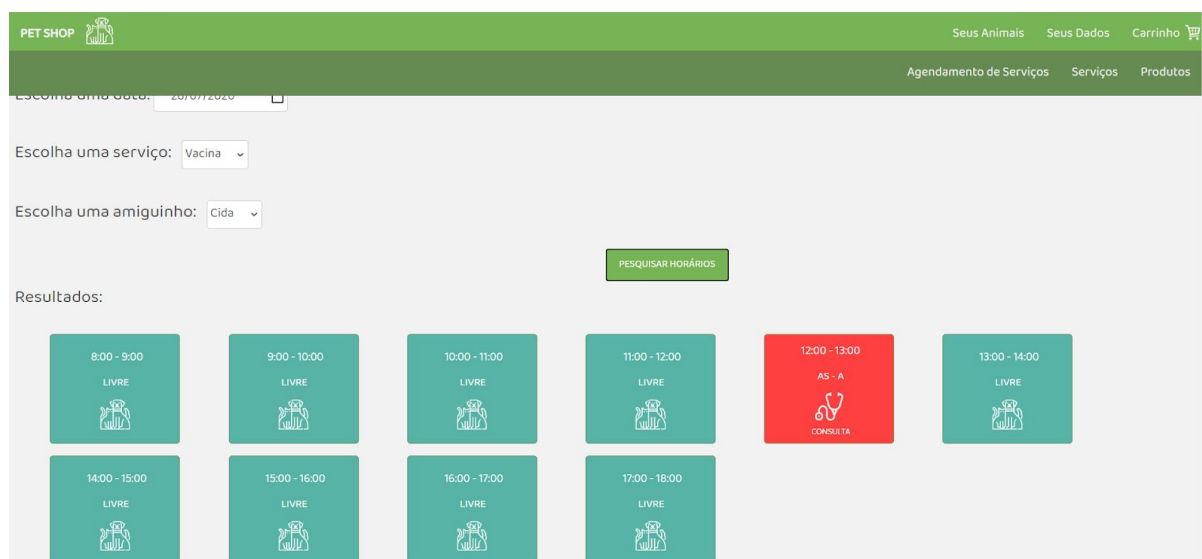 PET SHOP
Seus Animais Seus Dados Carrinho
Agendamento de Serviços Serviços Produtos
Escolha uma data:
Escolha uma serviço: Vacina
Escolha uma amiguinho: Cida
PESQUISAR HORÁRIOS
Resultados:
8:00 - 9:00
LIVRE
9:00 - 10:00
LIVRE
10:00 - 11:00
LIVRE
11:00 - 12:00
LIVRE
12:00 - 13:00
AS - A
CONSULTA
13:00 - 14:00
LIVRE
14:00 - 15:00
LIVRE
15:00 - 16:00
LIVRE
16:00 - 17:00
LIVRE
17:00 - 18:00
LIVRE